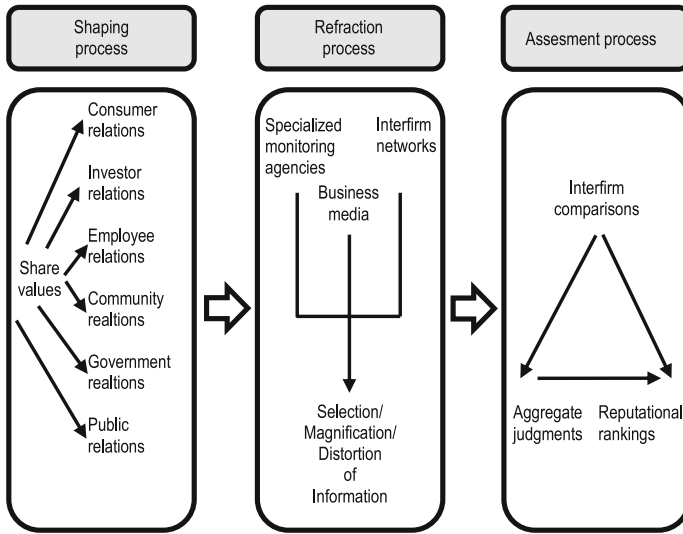 Shaping
process
Refraction
process
Assesment process
Consumer
relations
Investor
relations
Employee
relations
Share
values
Community
realtions
Government
realtions
Public
relations
Specialized
monitoring
agencies
Interfirm
networks
Business
media
Selection/
Magnification/
Distortion
of
Information
Interfirm
comparisons
Aggregate
judgments
Reputational
rankings